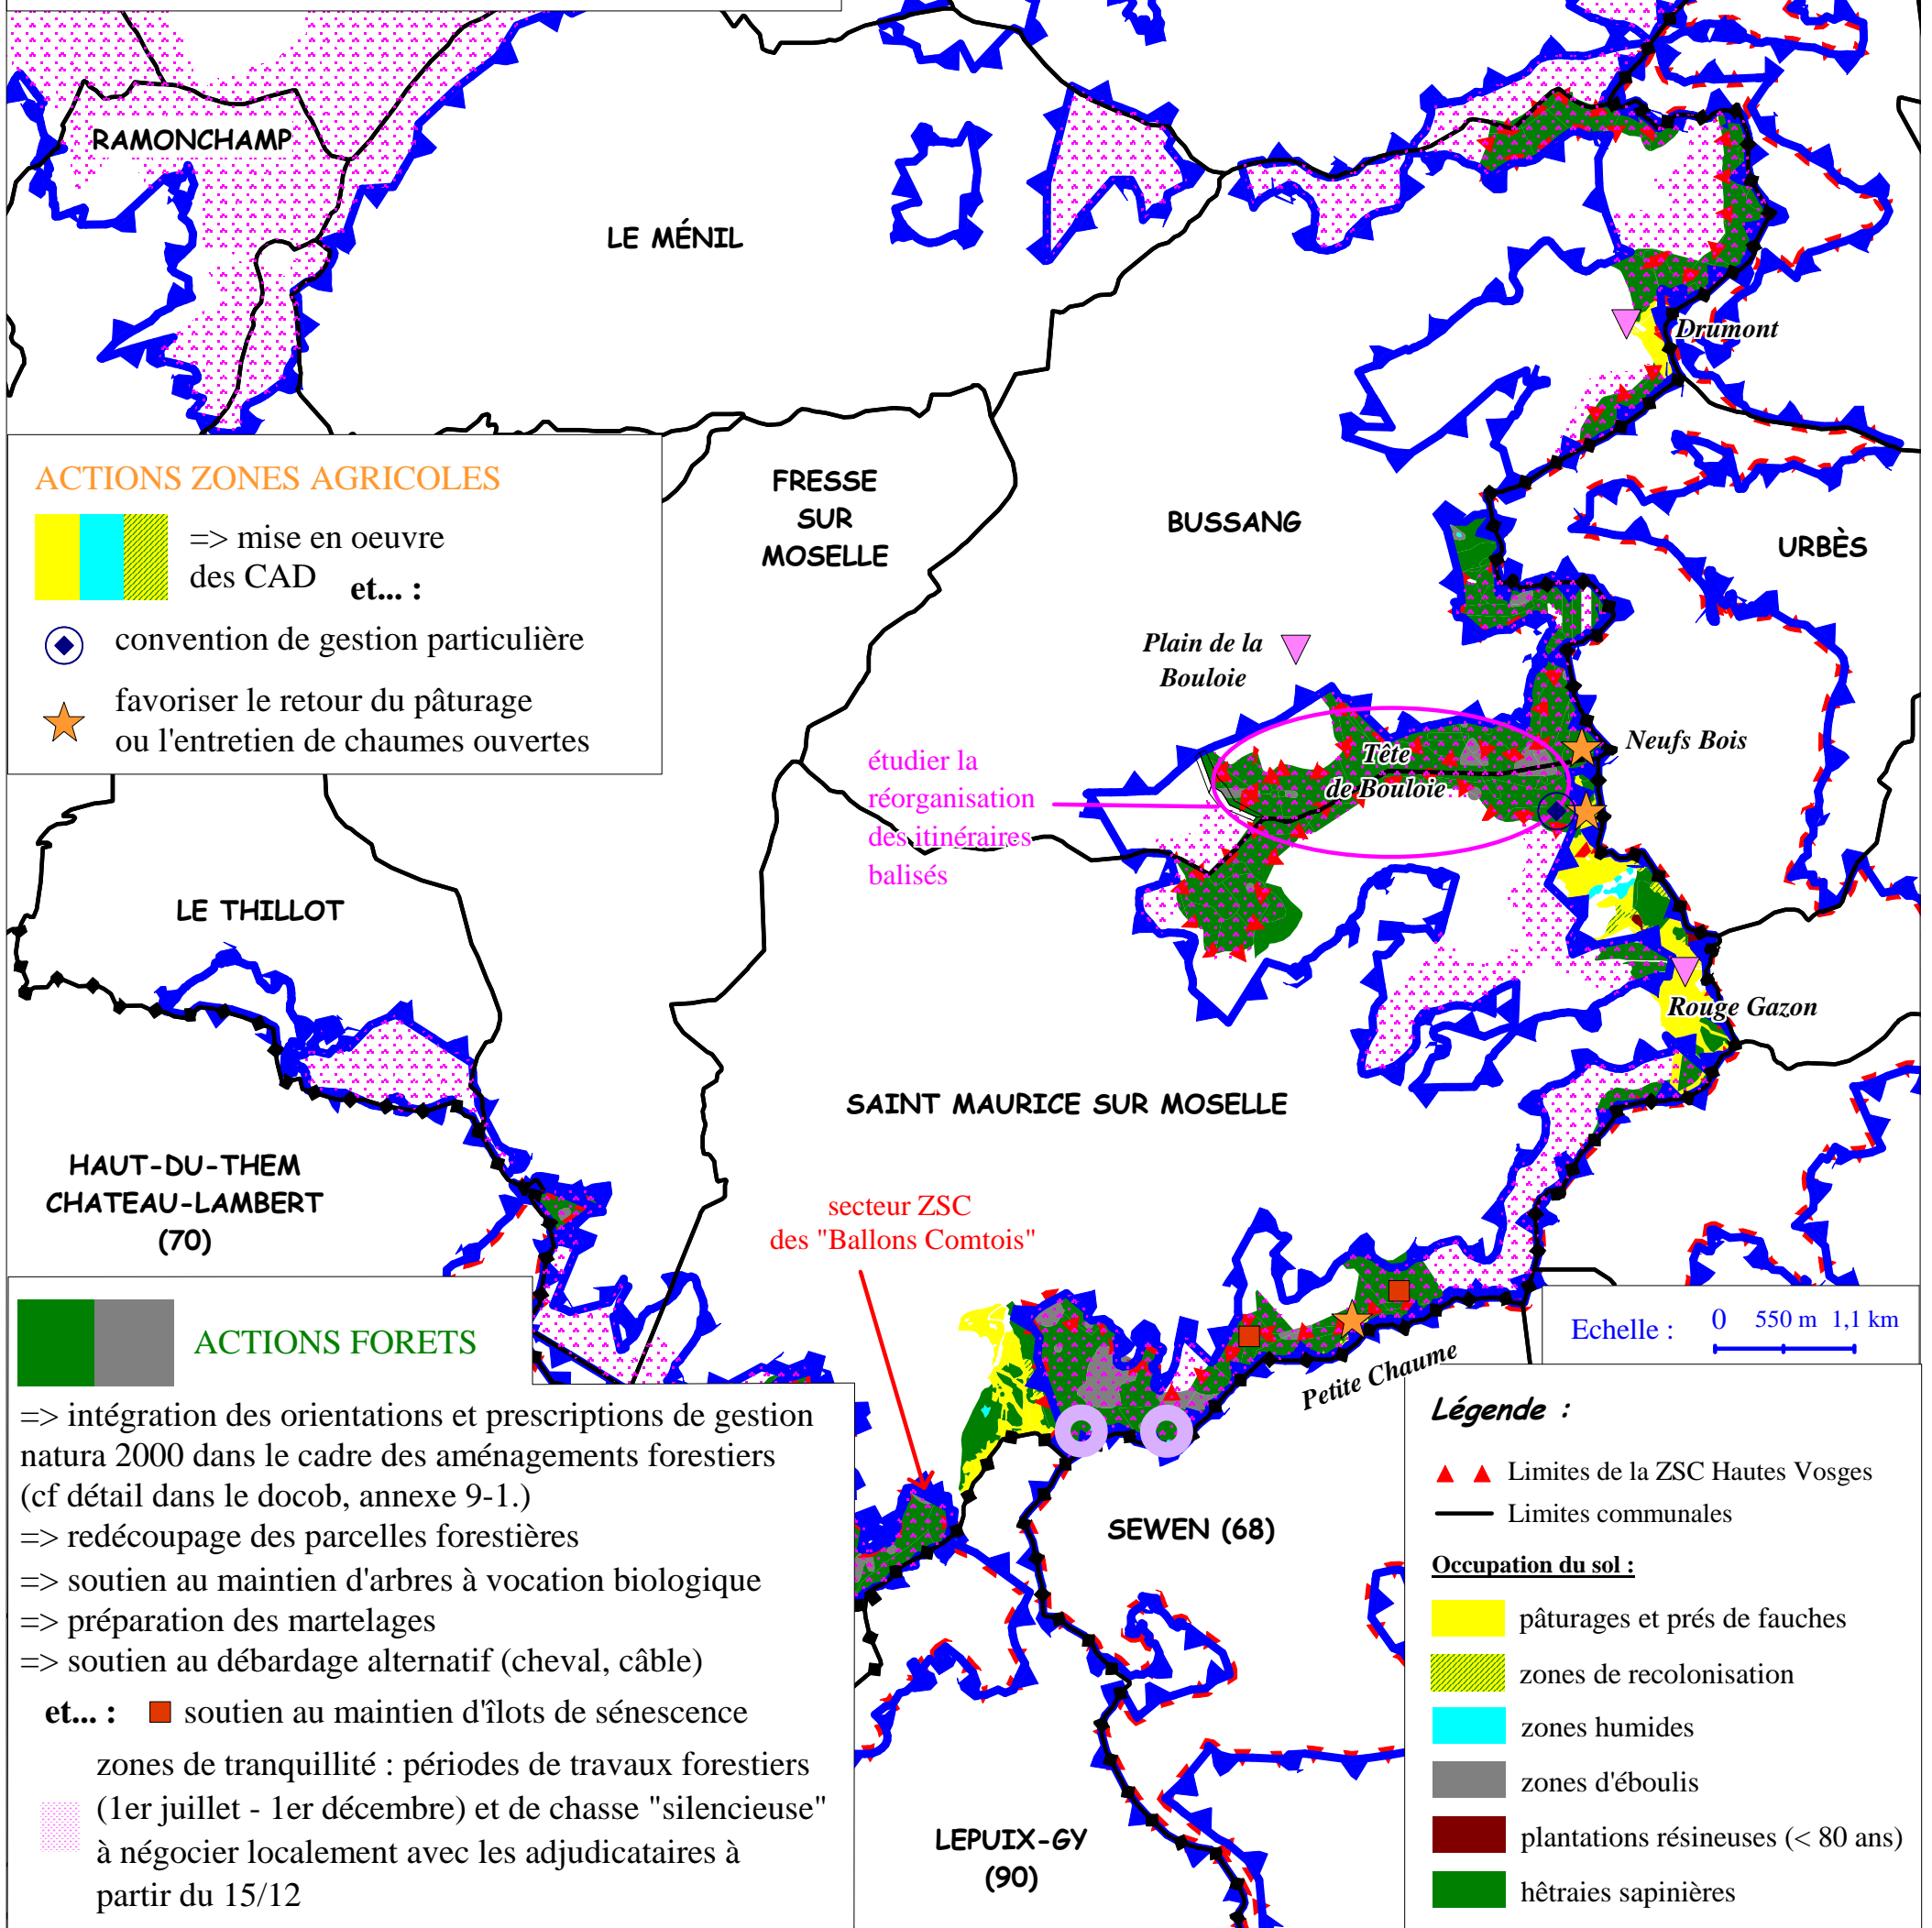 RAMONCHAMP
LE MÉNIL
Drumont
ACTIONS ZONES AGRICOLES
=> mise en oeuvre
des CAD et... :
convention de gestion particulière
favoriser le retour du pâturage
ou l'entretien de chaumes ouvertes
FRESSE
SUR
MOSELLE
BUSSANG
URBÈS
Plain de la
Bouloie
étudier la
réorganisation
des itinéraires
balisés
Tête
de Bouloie
Neufs Bois
LE THILLOT
Rouge Gazon
SAINT MAURICE SUR MOSELLE
HAUT-DU-THEM
CHATEAU-LAMBERT
(70)
secteur ZSC
des "Ballons Comtois"
Petite Chaume
Echelle : 0 550 m 1,1 km
ACTIONS FORETS
=> intégration des orientations et prescriptions de gestion
natura 2000 dans le cadre des aménagements forestiers
(cf détail dans le docob, annexe 9-1.)
=> redécoupage des parcelles forestières
=> soutien au maintien d'arbres à vocation biologique
=> préparation des martelages
=> soutien au débardage alternatif (cheval, câble)
et... : soutien au maintien d'îlots de sénescence
zones de tranquillité : périodes de travaux forestiers
(1er juillet - 1er décembre) et de chasse "silencieuse"
à négocier localement avec les adjudicataires à
partir du 15/12
SEWEN (68)
LEPUIX-GY
(90)
Légende :
Limites de la ZSC Hautes Vosges
Limites communales
Occupation du sol :
pâturages et prés de fauches
zones de recolonisation
zones humides
zones d'éboulis
plantations résineuses (< 80 ans)
hêtraies sapinières